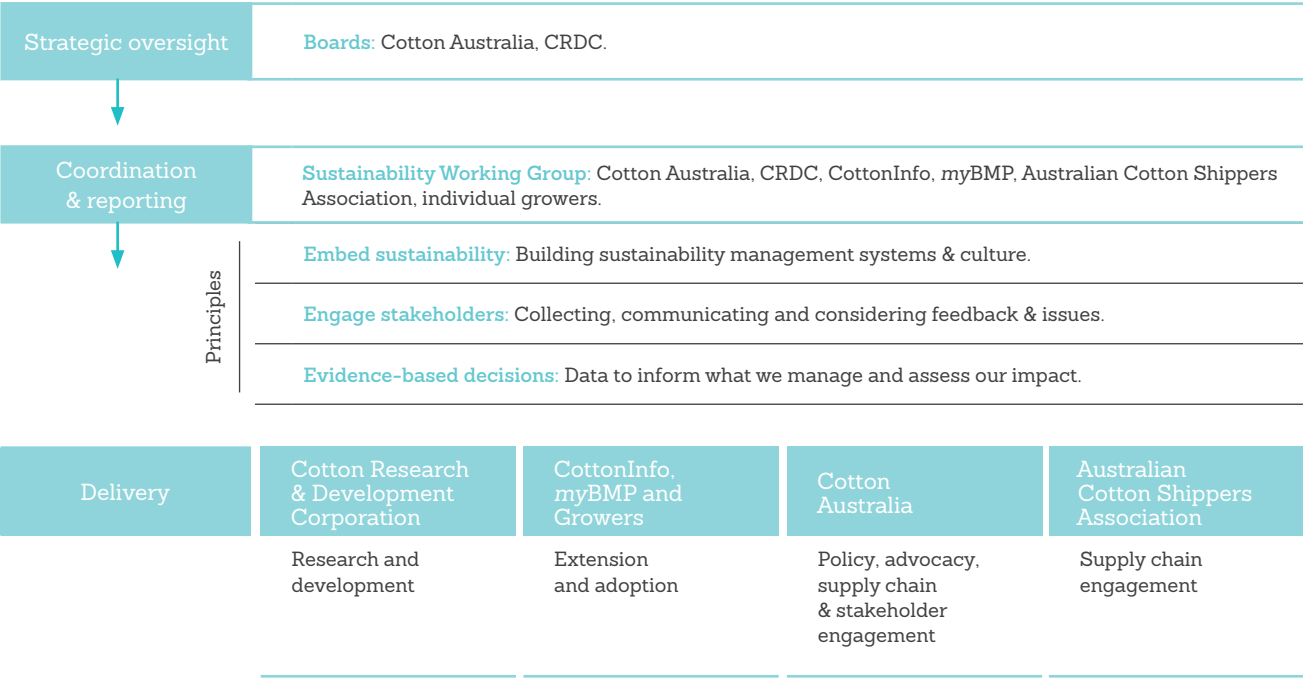 Strategic oversight
Boards: Cotton Australia, CRDC.
Coordination
& reporting
Sustainability Working Group: Cotton Australia, CRDC, CottonInfo, myBMP, Australian Cotton Shippers
Association, individual growers.
Principles
Embed sustainability: Building sustainability management systems & culture.
Engage stakeholders: Collecting, communicating and considering feedback & issues.
Evidence-based decisions: Data to inform what we manage and assess our impact.
Delivery
Cotton Research
& Development
Corporation
Research and
development
CottonInfo,
myBMP and
Growers
Extension
and adoption
Cotton
Australia
Policy, advocacy,
supply chain
& stakeholder
engagement
Australian
Cotton Shippers
Association
Supply chain
engagement